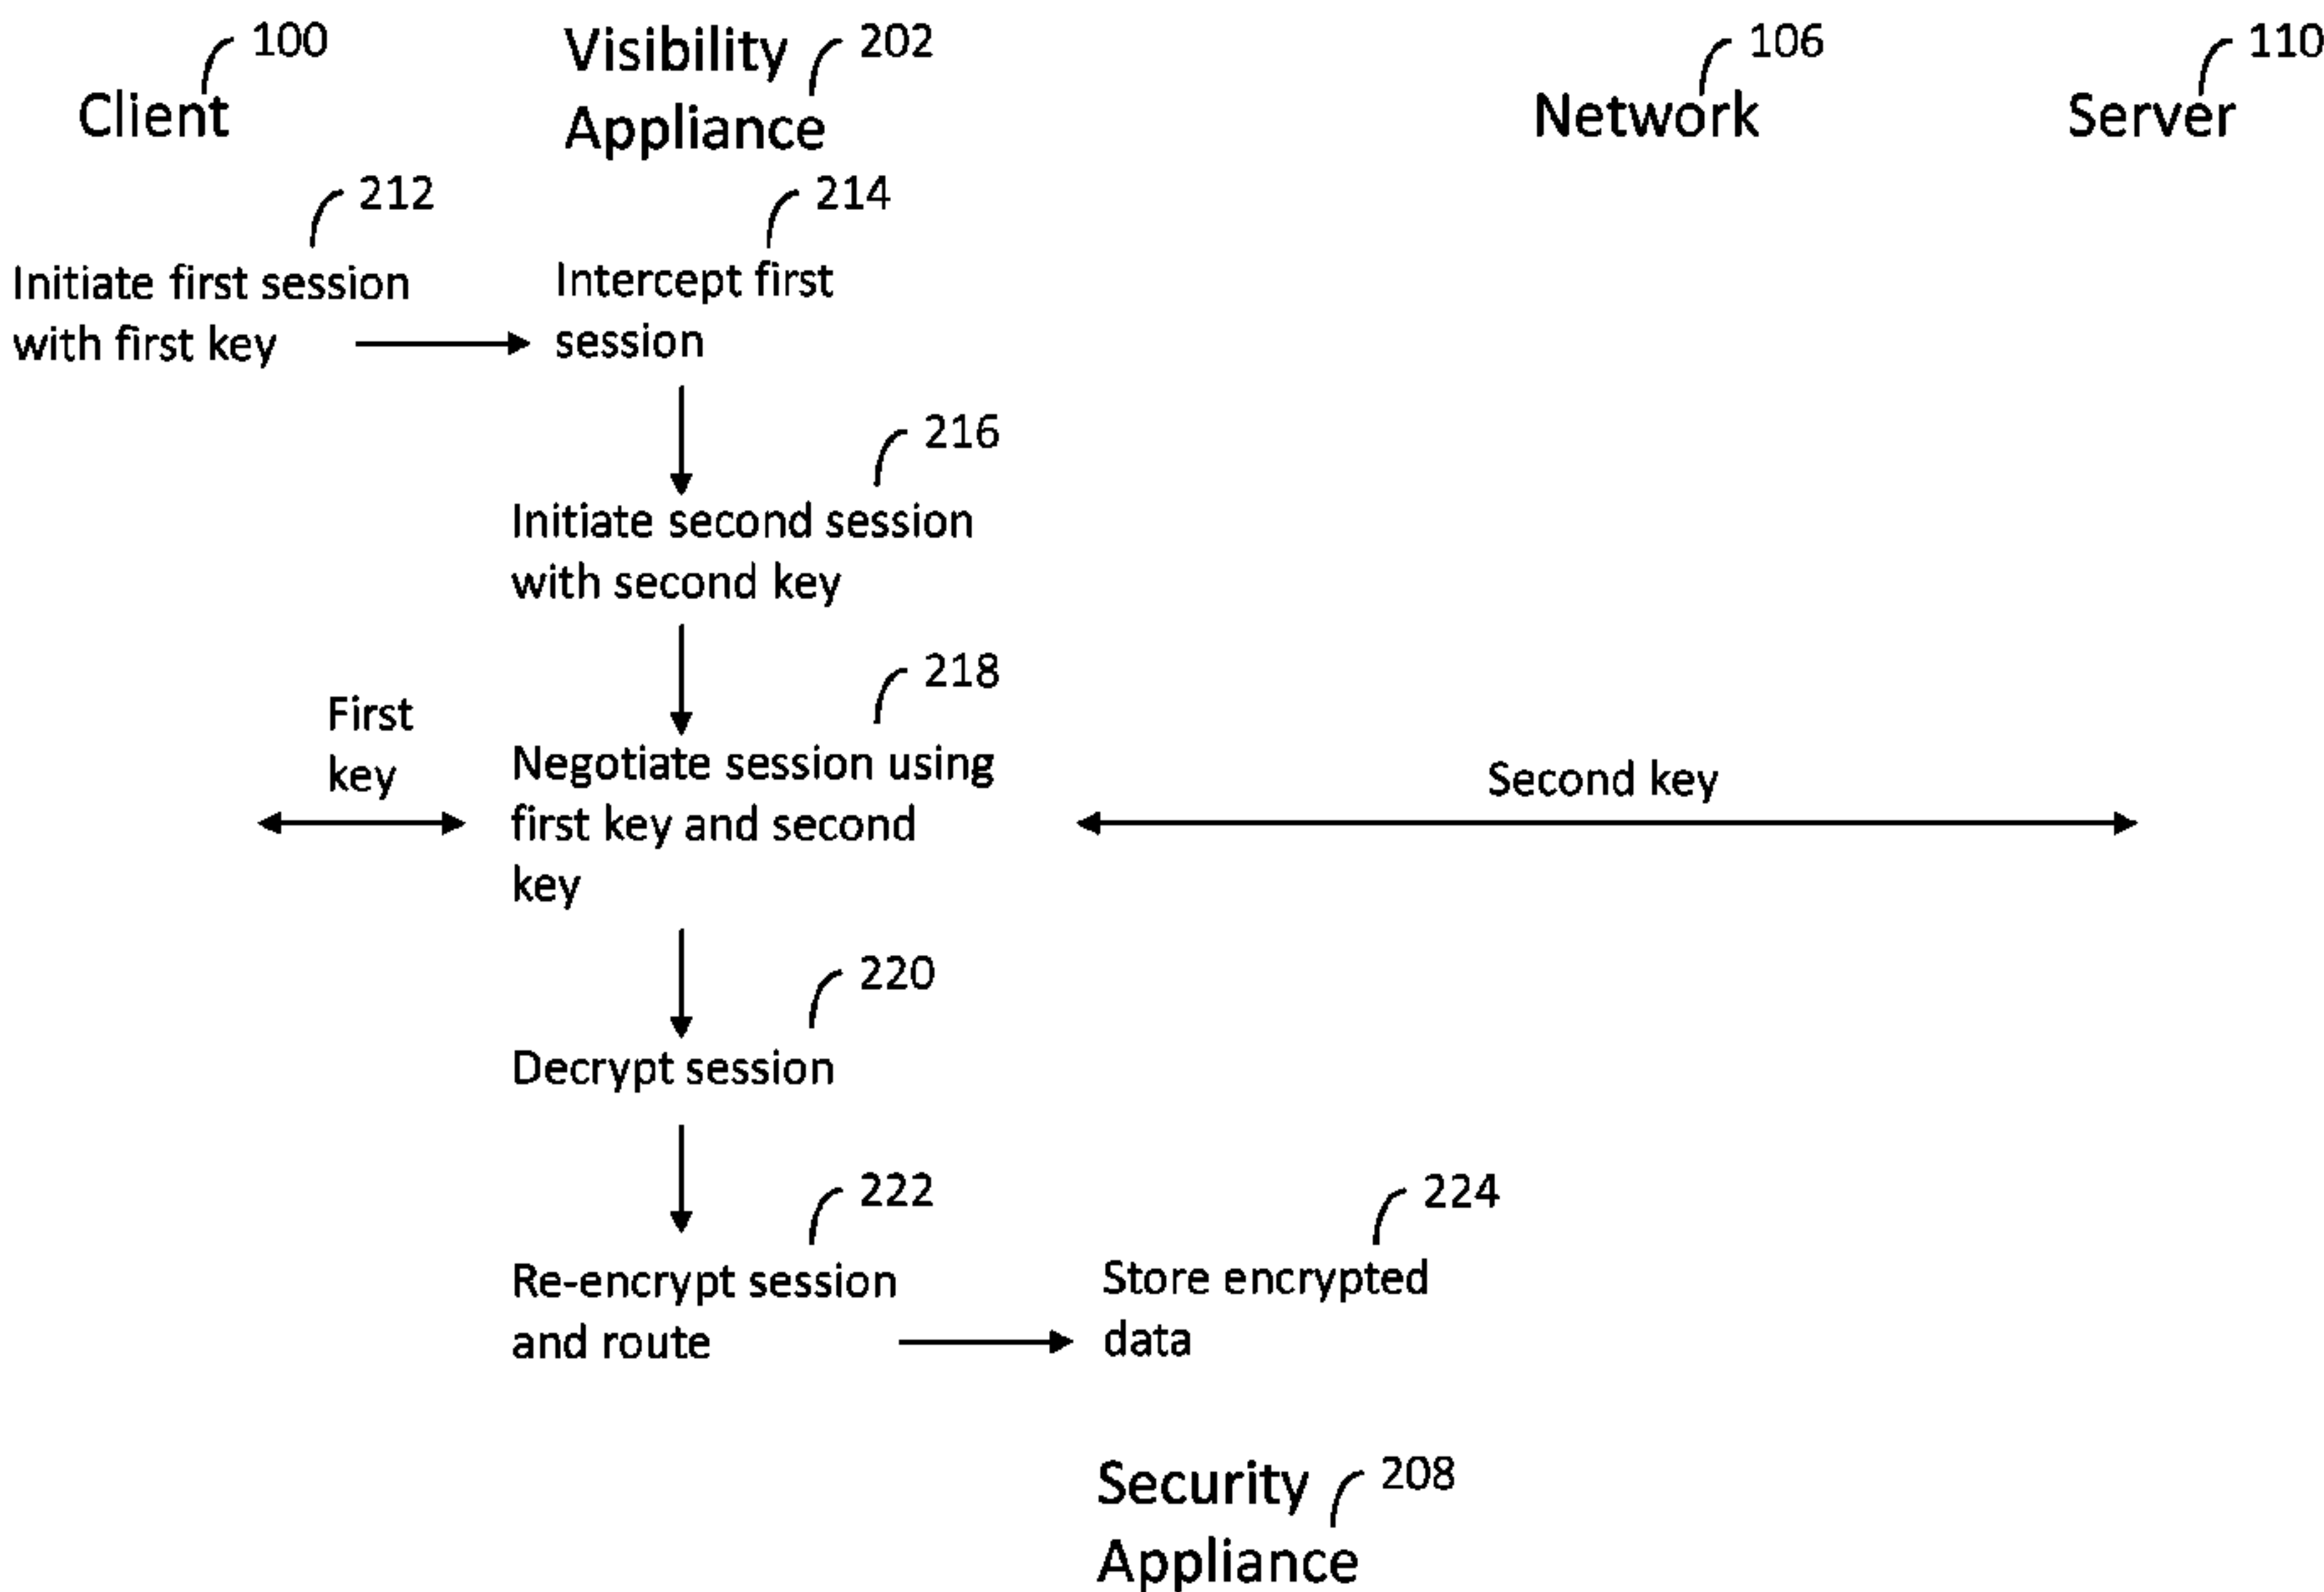 100
Client
Visibility
Appliance
202
106
Network
110
Server
212
Initiate first session
with first key
214
Intercept first
session
216
Initiate second session
with second key
218
First
key
Negotiate session using
first key and second
key
Second key
220
Decrypt session
222
Re-encrypt session
and route
224
Store encrypted
data
Security
Appliance
208